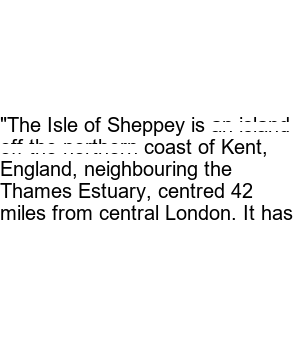 "The Isle of Sheppey is
coast of Kent,
England, neighbouring the
Thames Estuary, centred 42
miles from central London. It has